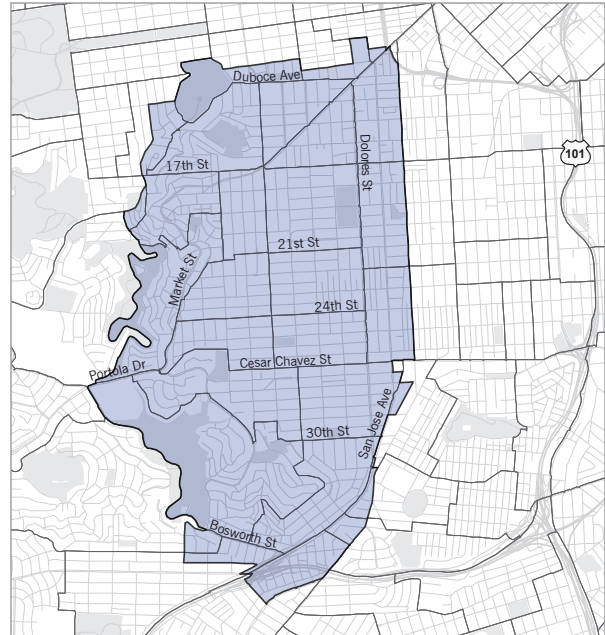 Duboce Ave
Dolores St
101
17th St
21st St
Market St
24th St
Cesar Chavez St
Portola Dr
San Jose Ave
30th St
Bosworth St